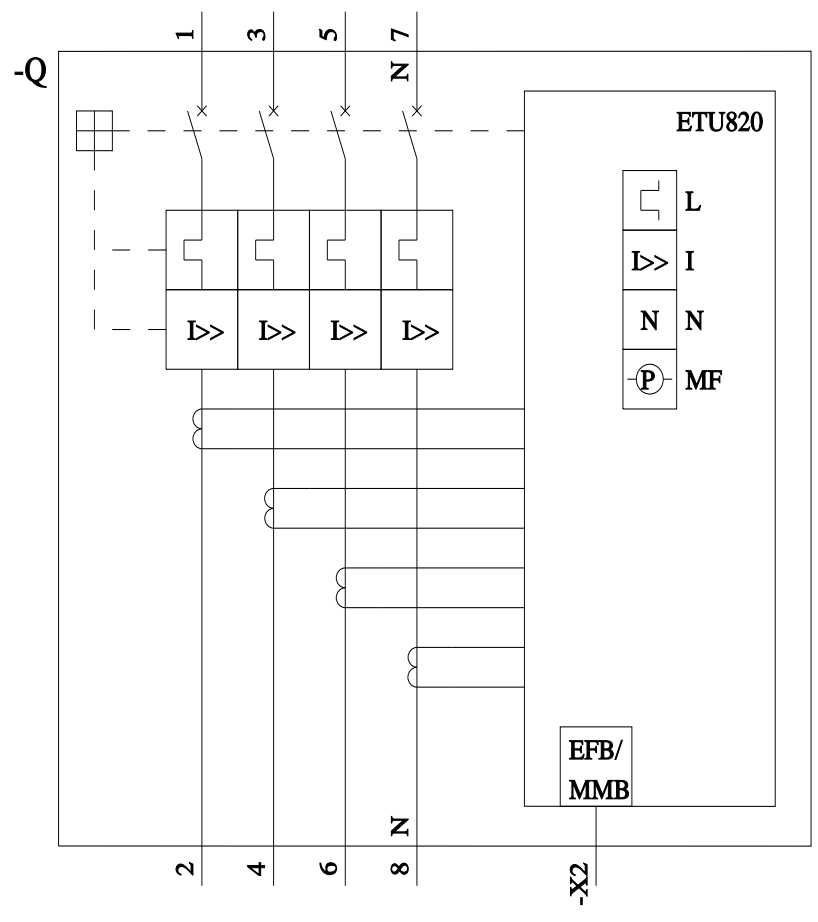 1 3 5 7
-Q
N
ETU820
L
I>> I
N N
P MF
I>> I>> I>> I>>
EFB/
MMB
N
2 4 6 8
-X2